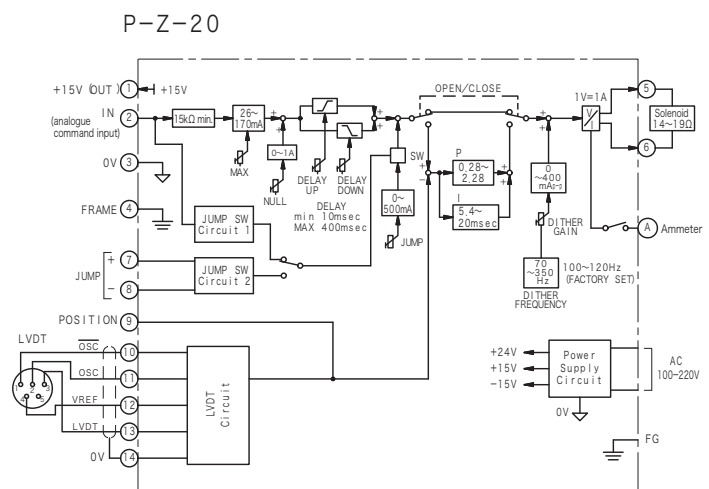 P-Z-20
OPEN/CLOSE
+15V (OUT) 1 +15V
IN 2
(analogue
command input)
15kΩ min.
26~
170mA
MAX
0~1A
NULL
DELAY
UP
DELAY
DOWN
DELAY
min 10msec
MAX 400msec
SW
0~
500mA
JUMP
P
0.28~
2.28
I
5.4~
20msec
0
~400
mAp-p
DITHER
GAIN
70
~350
Hz
DITHER
FREQUENCY
100~120Hz
(FACTORY SET)
1V=1A
V
I
5
Solenoid
14~19Ω
6
A Ammeter
0V 3
FRAME 4
JUMP SW
Circuit 1
JUMP
+ 7
- 8
JUMP SW
Circuit 2
POSITION 9
LVDT
1 2 3
4 5
OSC 10
OSC 11
VREF 12
LVDT 13
0V 14
LVDT
Circuit
+24V
+15V
-15V
Power
Supply
Circuit
0V
AC
100-220V
FG